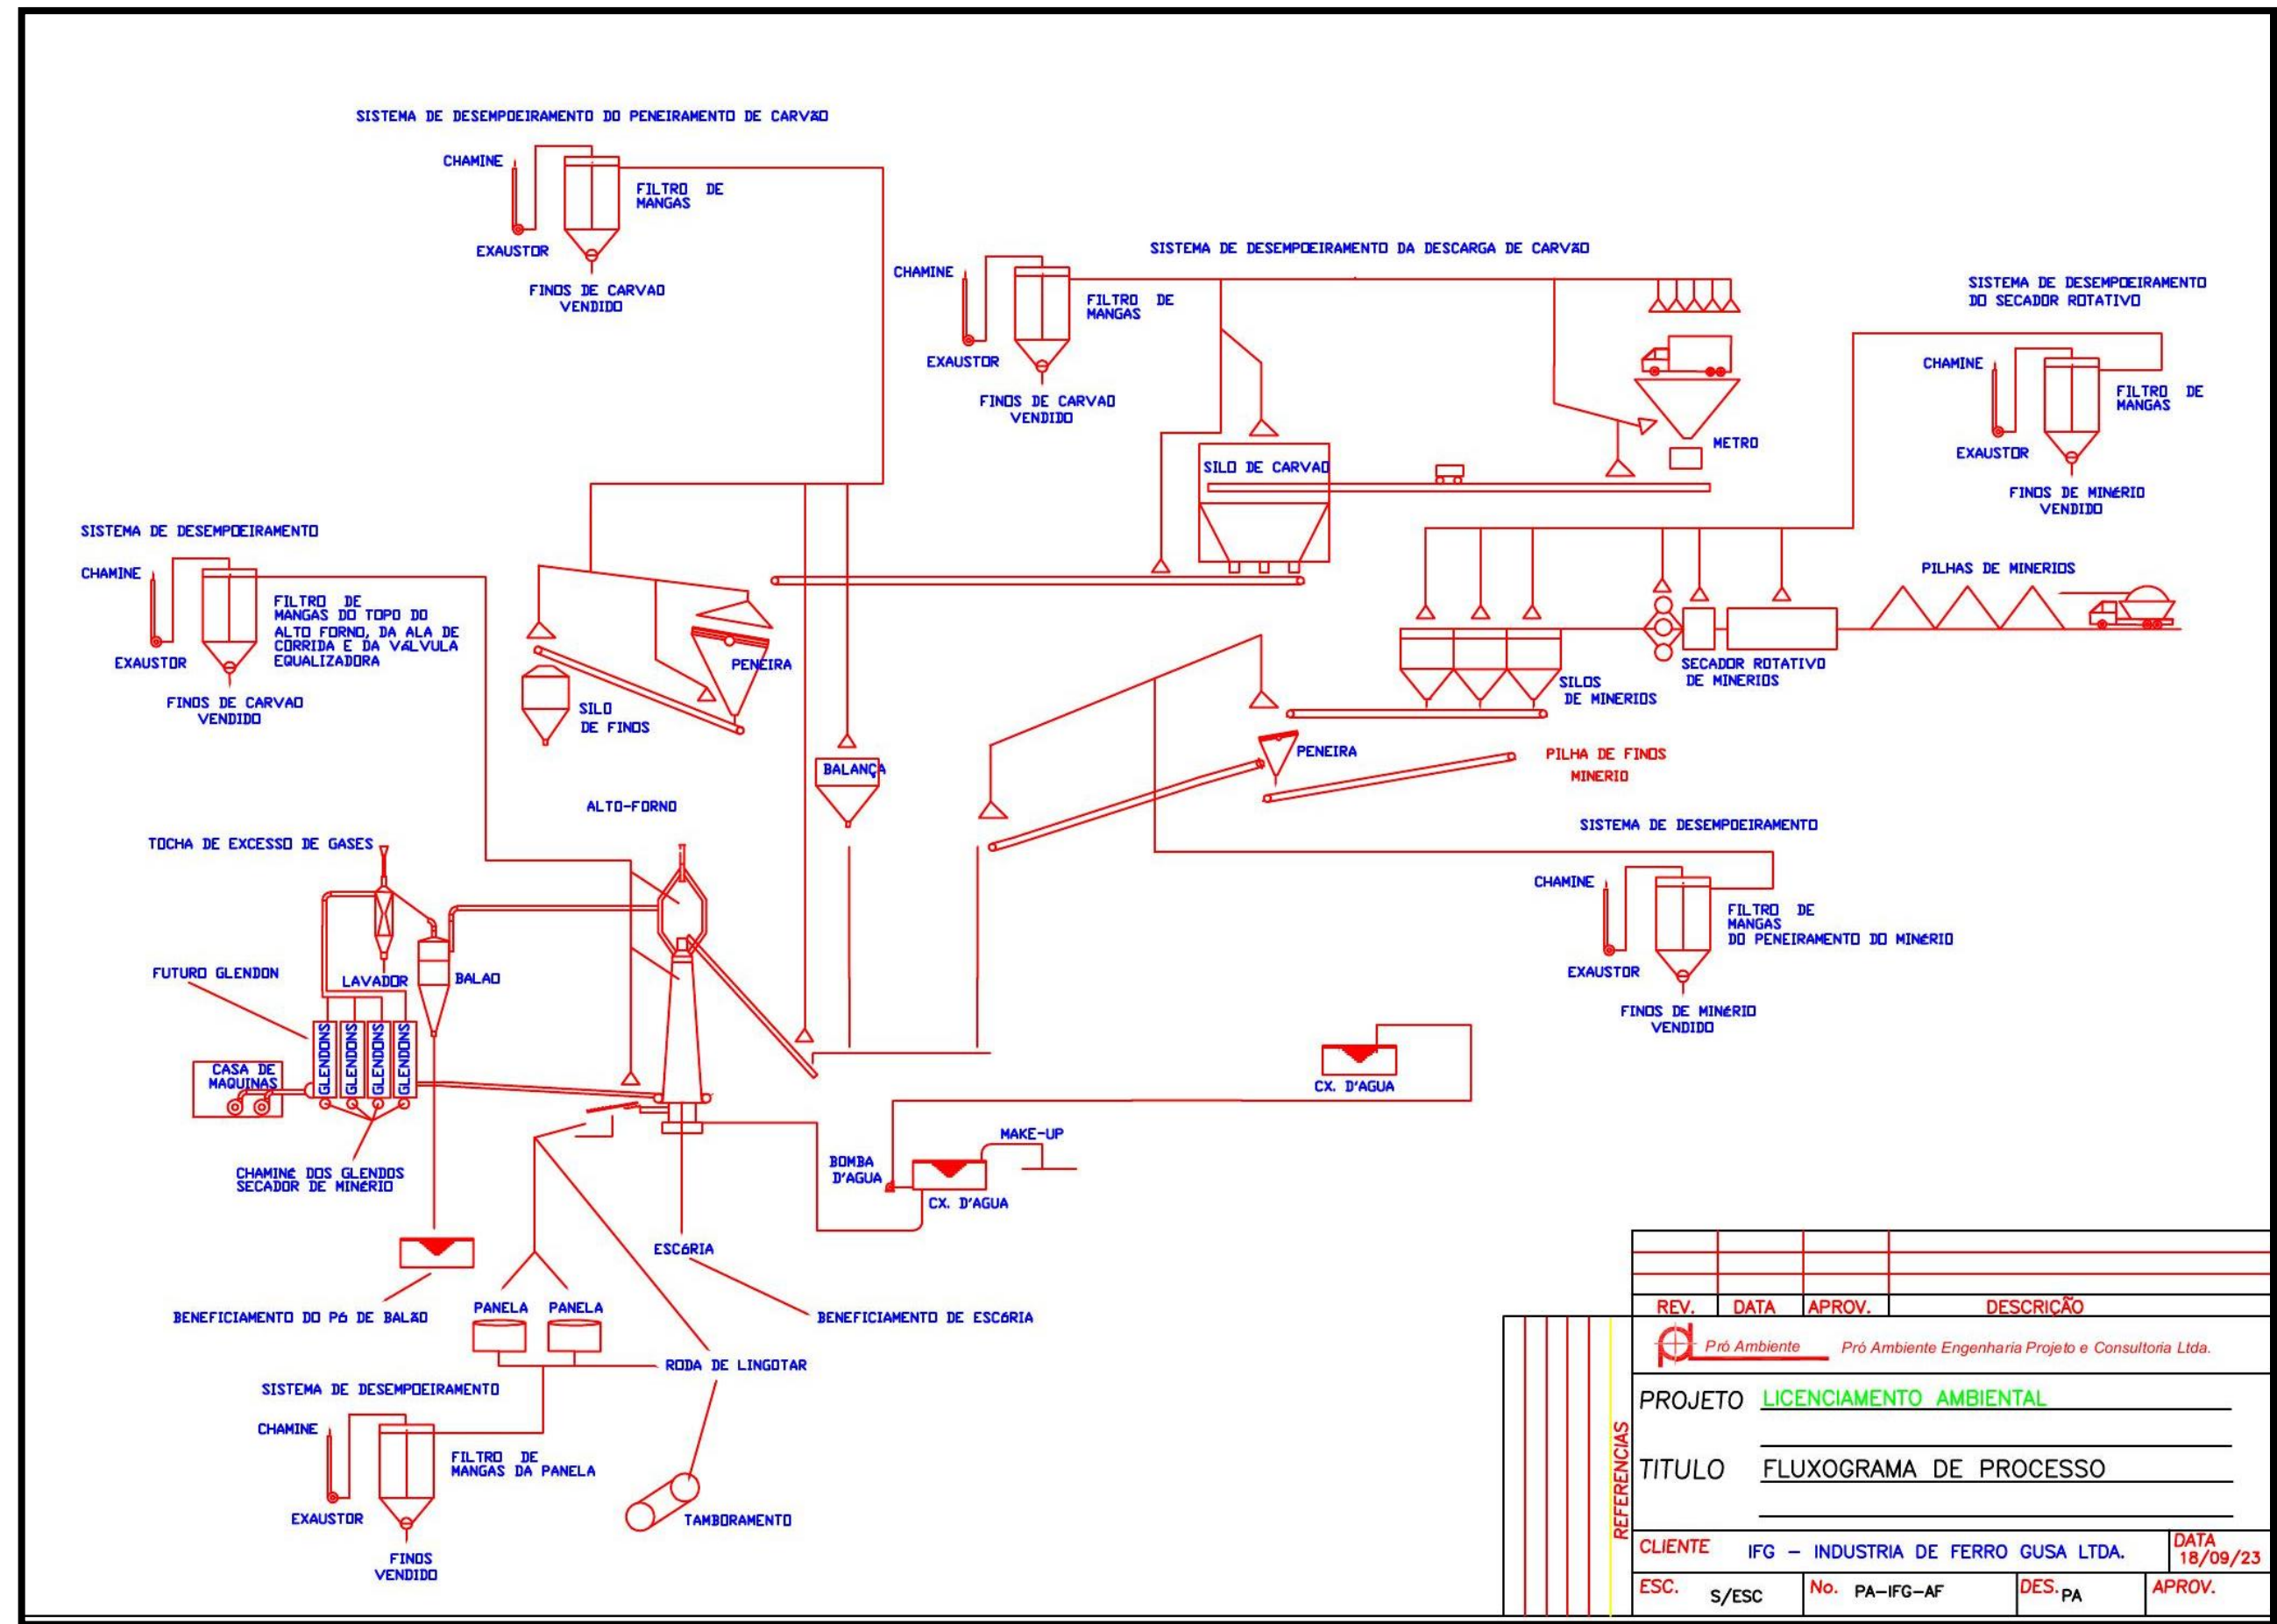 SISTEMA DE DESEMPOEIRAMENTO DO PENEIRAMENTO DE CARVÃO
CHAMINE
FILTRO DE
MANGAS
EXAUSTOR
FINOS DE CARVAO
VENDIDO
SISTEMA DE DESEMPOEIRAMENTO DA DESCARGA DE CARVÃO
CHAMINE
FILTRO DE
MANGAS
EXAUSTOR
FINOS DE CARVAO
VENDIDO
METRO
SILO DE CARVAO
SISTEMA DE DESEMPOEIRAMENTO
DO SECADOR ROTATIVO
CHAMINE
FILTRO DE
MANGAS
EXAUSTOR
FINOS DE MINÉRIO
VENDIDO
SISTEMA DE DESEMPOEIRAMENTO
CHAMINE
FILTRO DE
MANGAS DO TOPO DO
ALTO FORNO, DA ALA DE
CORRIDA E DA VÁLVULA
EQUALIZADORA
EXAUSTOR
FINOS DE CARVAO
VENDIDO
PENEIRA
SILO
DE FINOS
BALANÇA
PILHAS DE MINERIOS
SECADOR ROTATIVO
DE MINERIOS
SILOS
DE MINERIOS
PENEIRA
PILHA DE FINOS
MINERIO
ALTO-FORNO
TOCHA DE EXCESSO DE GASES
SISTEMA DE DESEMPOEIRAMENTO
CHAMINE
FILTRO DE
MANGAS
DO PENEIRAMENTO DO MINÉRIO
EXAUSTOR
FINOS DE MINÉRIO
VENDIDO
FUTURO GLENDON
LAVADOR
BALAO
GLENDONS
GLENDONS
GLENDONS
GLENDONS
CASA DE
MAQUINAS
CHAMINÉ DOS GLENDOS
SECADOR DE MINÉRIO
CX. D'AGUA
MAKE-UP
BOMBA
D'AGUA
CX. D'AGUA
ESCÓRIA
BENEFICIAMENTO DO PÓ DE BALÃO
PANELA
PANELA
BENEFICIAMENTO DE ESCÓRIA
RODA DE LINGOTAR
SISTEMA DE DESEMPOEIRAMENTO
CHAMINE
FILTRO DE
MANGAS DA PANELA
EXAUSTOR
FINOS
VENDIDO
TAMBORAMENTO
REV. DATA APROV. DESCRIÇÃO
Pró Ambiente Pró Ambiente Engenharia Projeto e Consultoria Ltda.
REFERENCIAS
PROJETO LICENCIAMENTO AMBIENTAL
TITULO FLUXOGRAMA DE PROCESSO
CLIENTE IFG - INDUSTRIA DE FERRO GUSA LTDA. DATA
18/09/23
ESC. S/ESC No. PA-IFG-AF DES. PA APROV.